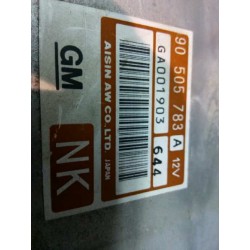 90 505 783 A 12V
GA001903 644
AISIN AW CO., LTD. JAPAN
GM NK